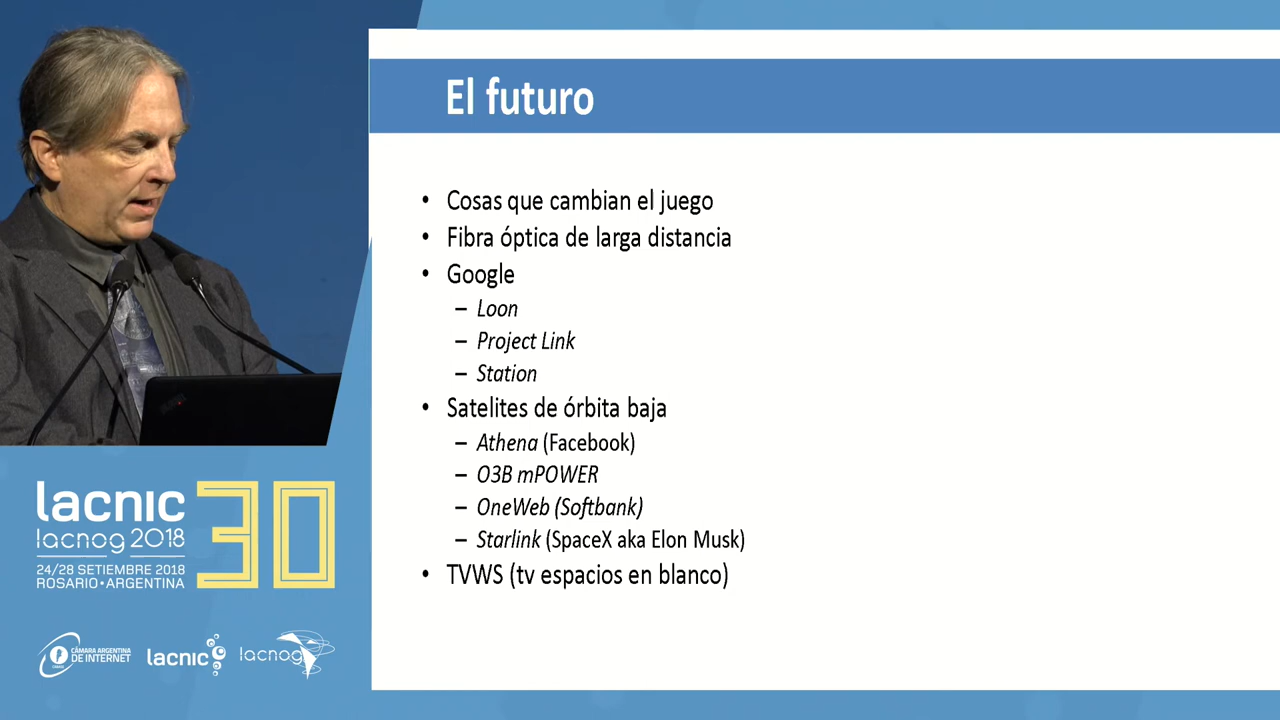 El futuro
• Cosas que cambian el juego
• Fibra óptica de larga distancia
• Google
– Loon
– Project Link
– Station
• Satelites de órbita baja
– Athena (Facebook)
– O3B mPOWER
– OneWeb (Softbank)
– Starlink (SpaceX aka Elon Musk)
• TVWS (tv espacios en blanco)
lacnic 30
lacnog 2018
24/28 SETIEMBRE 2018
ROSARIO•ARGENTINA
CÁMARA ARGENTINA
DE INTERNET
lacnic
lacnog